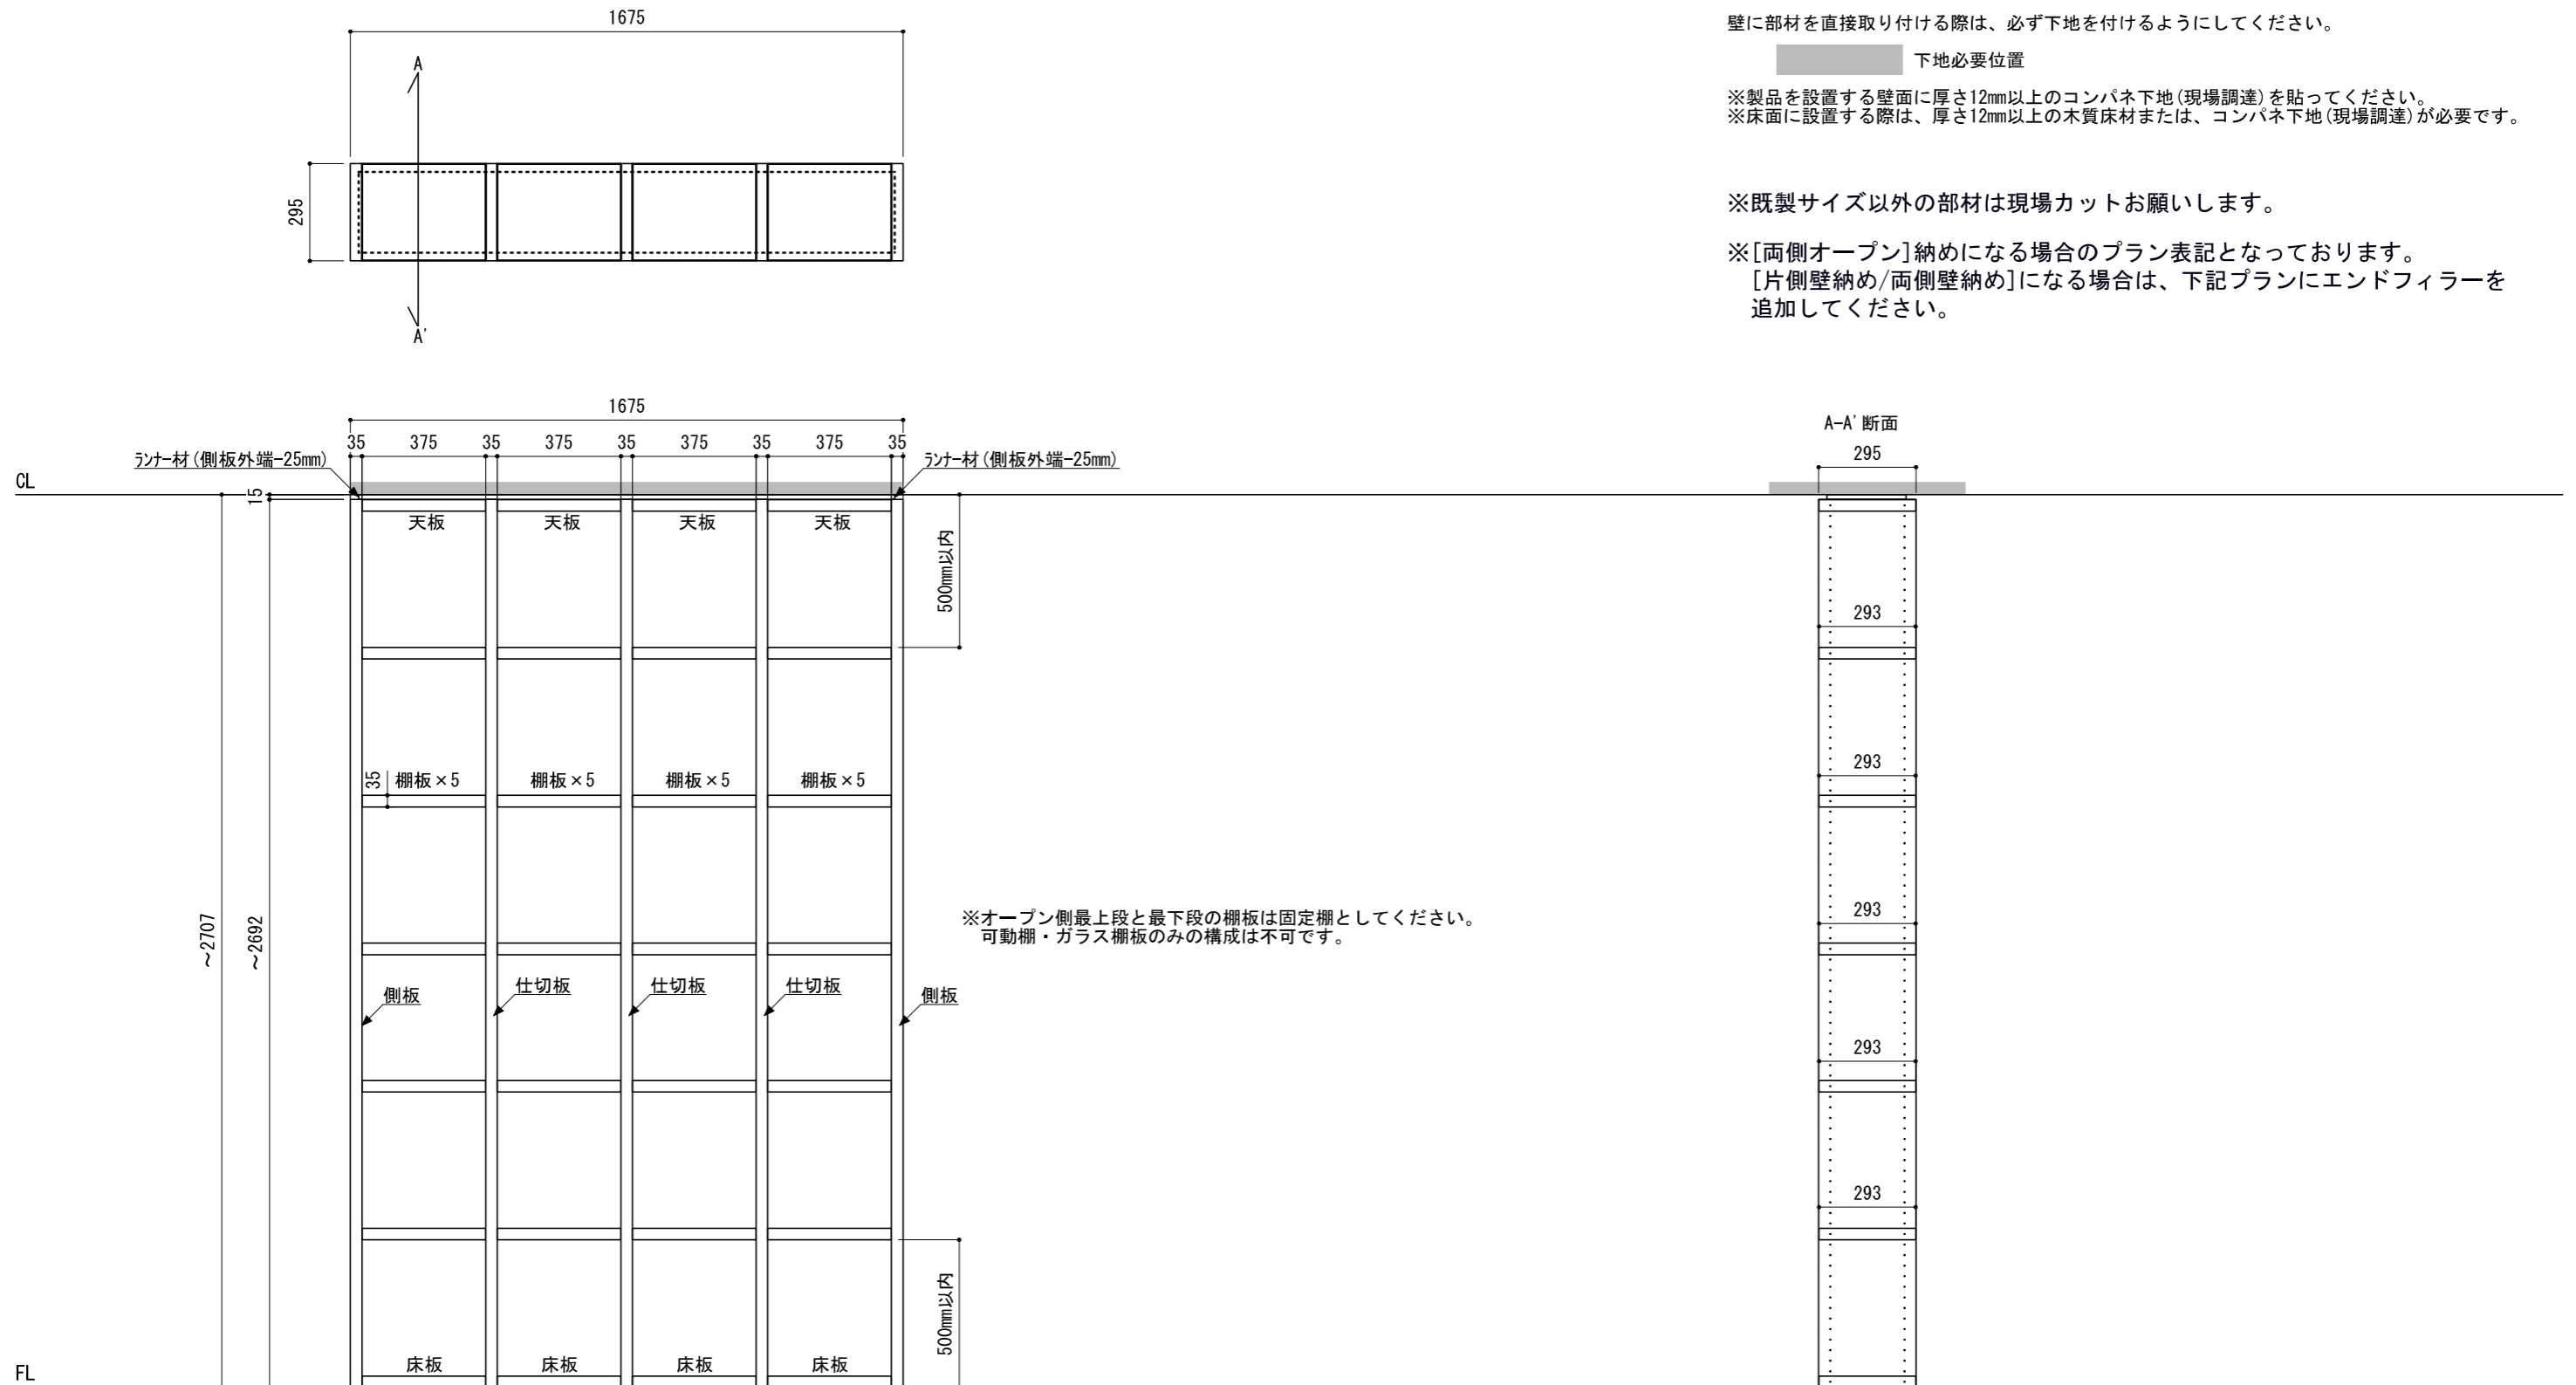 1675
A
295
A'
壁に部材を直接取り付ける際は、必ず下地を付けるようにしてください。
下地必要位置
※製品を設置する壁面に厚さ12mm以上のコンパネ下地(現場調達)を貼ってください。
※床面に設置する際は、厚さ12mm以上の木質床材または、コンパネ下地(現場調達)が必要です。
※既製サイズ以外の部材は現場カットお願いします。
※[両側オープン]納めになる場合のプラン表記となっております。
[片側壁納め/両側壁納め]になる場合は、下記プランにエンドフィラーを
追加してください。
1675
35 375 35 375 35 375 35 375 35
ランナー材(側板外端-25mm)
ランナー材(側板外端-25mm)
CL
15
天板 天板 天板 天板
500mm以内
35
棚板×5 棚板×5 棚板×5 棚板×5
~2707
~2692
※オープン側最上段と最下段の棚板は固定棚としてください。
可動棚・ガラス棚板のみの構成は不可です。
側板 仕切板 仕切板 仕切板 側板
500mm以内
床板 床板 床板 床板
FL
A-A'断面
295
293
293
293
293
293